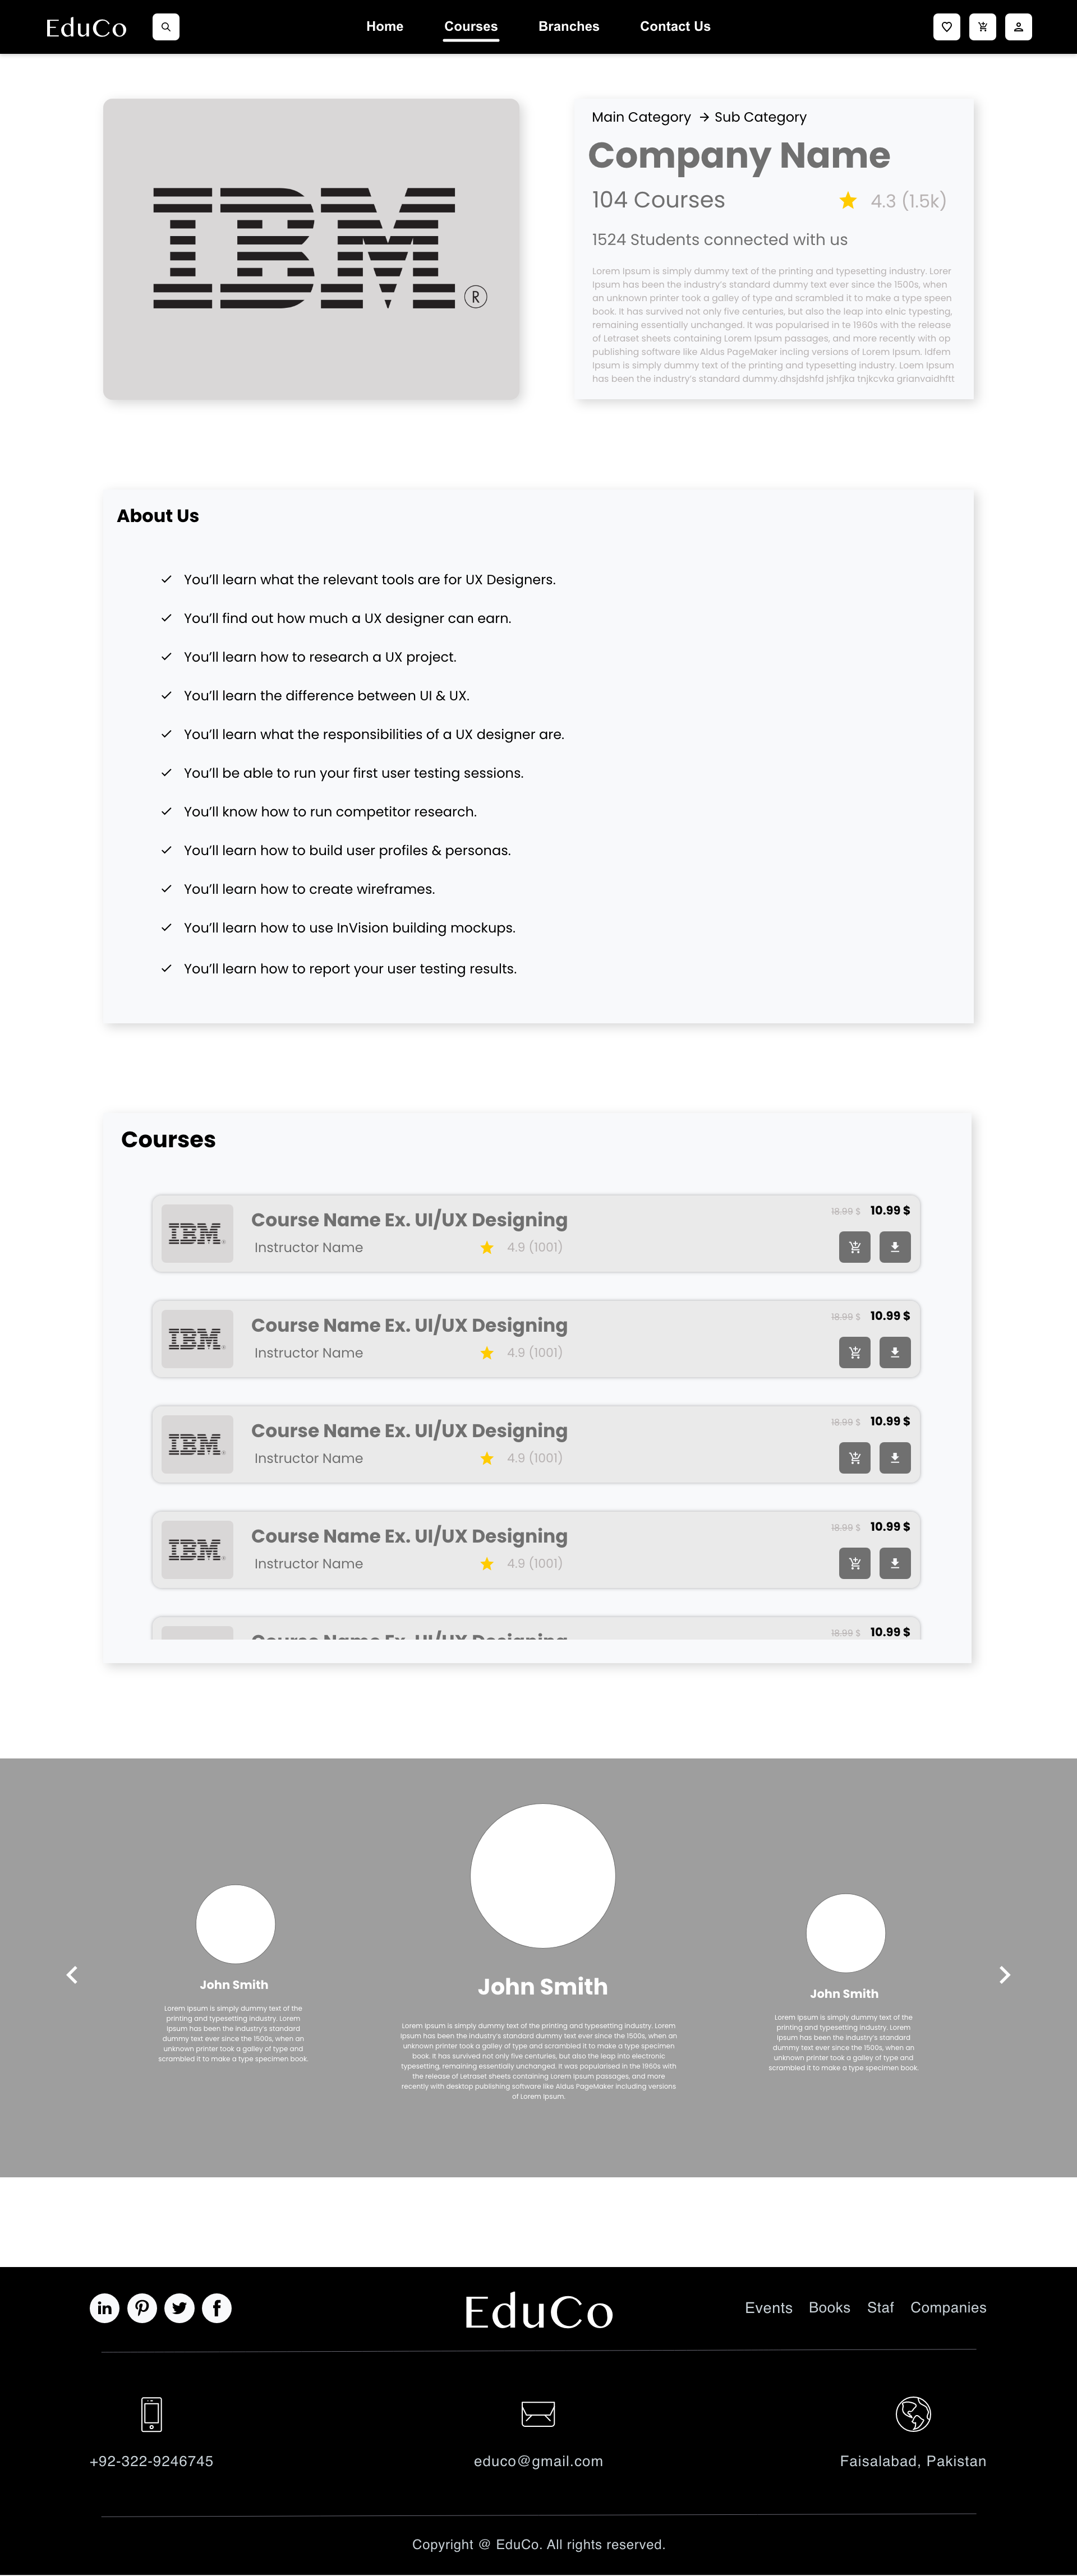 EduCo
Home Courses Branches Contact Us
IBM®
Main Category → Sub Category
Company Name
104 Courses 4.3 (1.5k)
1524 Students connected with us
Lorem Ipsum is simply dummy text of the printing and typesetting industry. Lorer
Ipsum has been the industry's standard dummy text ever since the 1500s, when
an unknown printer took a galley of type and scrambled it to make a type speen
book. It has survived not only five centuries, but also the leap into elnic typesting,
remaining essentially unchanged. It was popularised in te 1960s with the release
of Letraset sheets containing Lorem Ipsum passages, and more recently with op
publishing software like Aldus PageMaker incling versions of Lorem Ipsum. ldfem
Ipsum is simply dummy text of the printing and typesetting industry. Loem Ipsum
has been the industry's standard dummy.dhsjdshfd jshfjka tnjkcvka grianvaidhftt
About Us
You'll learn what the relevant tools are for UX Designers.
You'll find out how much a UX designer can earn.
You'll learn how to research a UX project.
You'll learn the difference between UI & UX.
You'll learn what the responsibilities of a UX designer are.
You'll be able to run your first user testing sessions.
You'll know how to run competitor research.
You'll learn how to build user profiles & personas.
You'll learn how to create wireframes.
You'll learn how to use InVision building mockups.
You'll learn how to report your user testing results.
Courses
IBM®
Course Name Ex. UI/UX Designing
18.99 $ 10.99 $
Instructor Name 4.9 (1001)
IBM®
Course Name Ex. UI/UX Designing
18.99 $ 10.99 $
Instructor Name 4.9 (1001)
IBM®
Course Name Ex. UI/UX Designing
18.99 $ 10.99 $
Instructor Name 4.9 (1001)
IBM®
Course Name Ex. UI/UX Designing
18.99 $ 10.99 $
Instructor Name 4.9 (1001)
Course Name Ex. UI/UX Designing
18.99 $ 10.99 $
John Smith
Lorem Ipsum is simply dummy text of the
printing and typesetting industry. Lorem
Ipsum has been the industry's standard
dummy text ever since the 1500s, when an
unknown printer took a galley of type and
scrambled it to make a type specimen book.
John Smith
Lorem Ipsum is simply dummy text of the printing and typesetting industry. Lorem
Ipsum has been the industry's standard dummy text ever since the 1500s, when an
unknown printer took a galley of type and scrambled it to make a type specimen
book. It has survived not only five centuries, but also the leap into electronic
typesetting, remaining essentially unchanged. It was popularised in the 1960s with
the release of Letraset sheets containing Lorem Ipsum passages, and more
recently with desktop publishing software like Aldus PageMaker including versions
of Lorem Ipsum.
John Smith
Lorem Ipsum is simply dummy text of the
printing and typesetting industry. Lorem
Ipsum has been the industry's standard
dummy text ever since the 1500s, when an
unknown printer took a galley of type and
scrambled it to make a type specimen book.
EduCo
Events Books Staf Companies
+92-322-9246745
educo@gmail.com
Faisalabad, Pakistan
Copyright @ EduCo. All rights reserved.